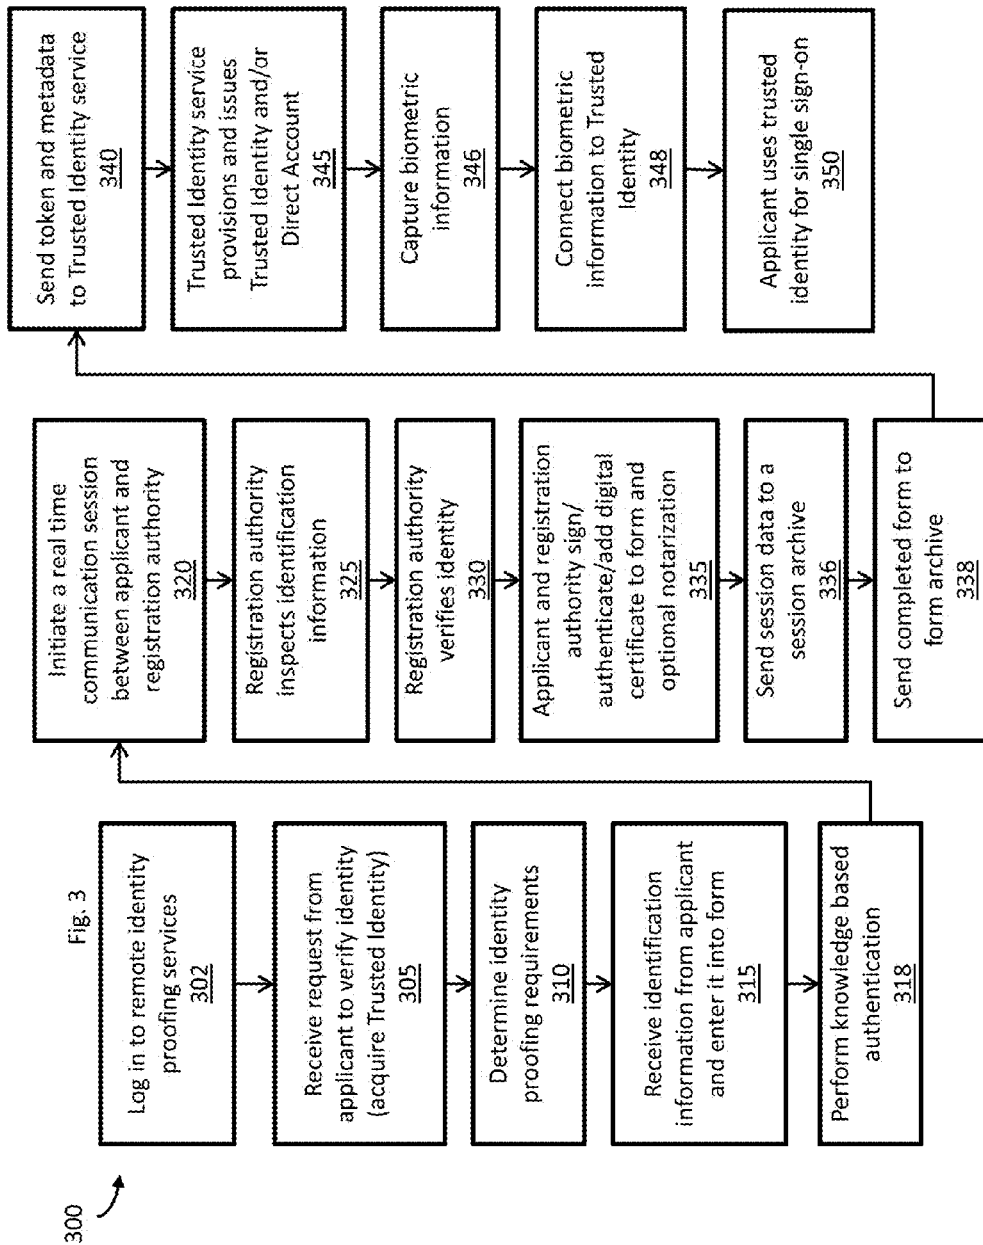 300
Fig. 3
Log in to remote identity
proofing services
302
Receive request from
applicant to verify identity
(acquire Trusted Identity)
305
Determine identity
proofing requirements
310
Receive identification
information from applicant
and enter it into form
315
Perform knowledge based
authentication
318
Initiate a real time
communication session
between applicant and
registration authority
320
Registration authority
inspects identification
information
325
Registration authority
verifies identity
330
Applicant and registration
authority sign/
authenticate/add digital
certificate to form and
optional notarization
335
Send session data to a
session archive
336
Send completed form to
form archive
338
Send token and metadata
to Trusted Identity service
340
Trusted Identity service
provisions and issues
Trusted Identity and/or
Direct Account
345
Capture biometric
information
346
Connect biometric
information to Trusted
Identity
348
Applicant uses trusted
identity for single sign-on
350